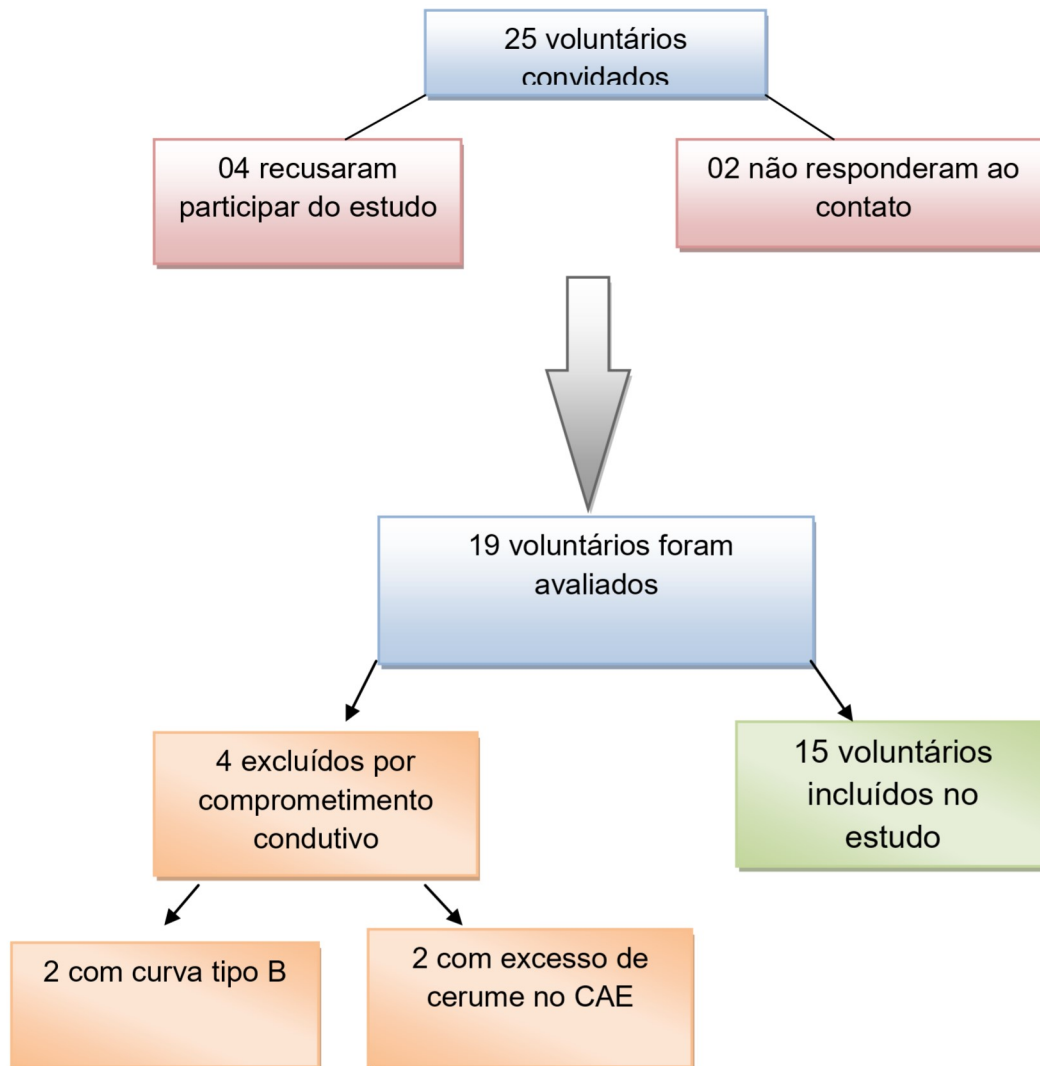 25 voluntários
convidados
04 recusaram
participar do estudo
02 não responderam ao
contato
19 voluntários foram
avaliados
4 excluídos por
comprometimento
condutivo
15 voluntários
incluídos no
estudo
2 com curva tipo B
2 com excesso de
cerume no CAE